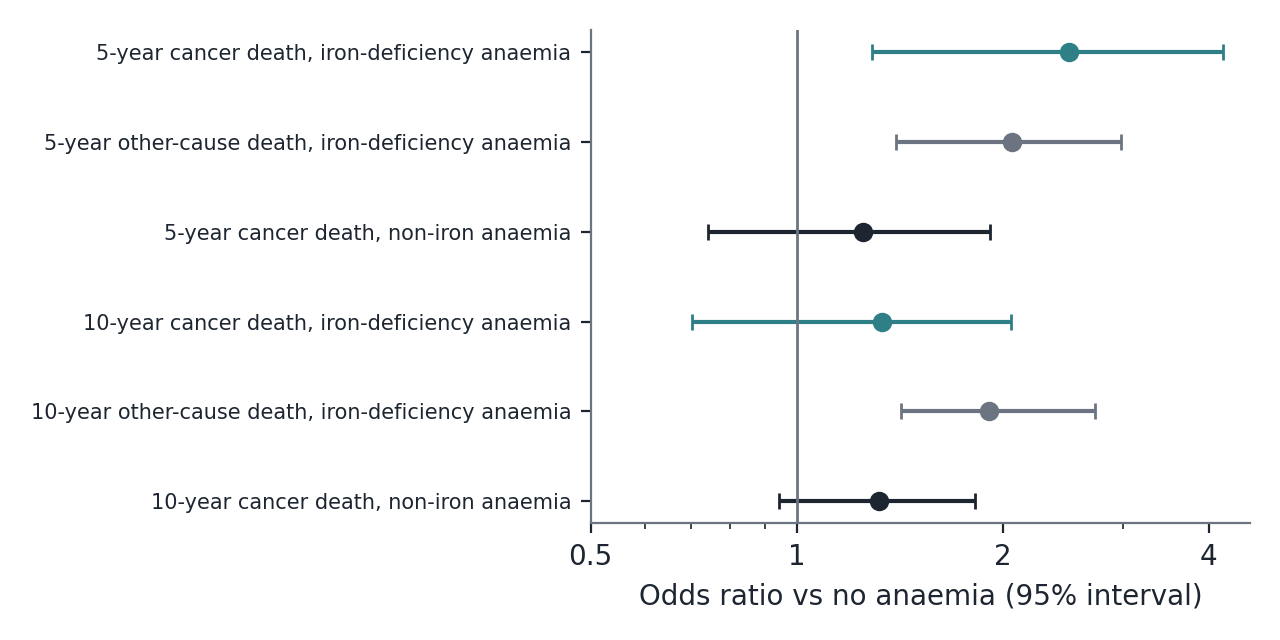 5-year cancer death, iron-deficiency anaemia
5-year other-cause death, iron-deficiency anaemia
5-year cancer death, non-iron anaemia
10-year cancer death, iron-deficiency anaemia
10-year other-cause death, iron-deficiency anaemia
10-year cancer death, non-iron anaemia
0.5 1 2 4
Odds ratio vs no anaemia (95% interval)